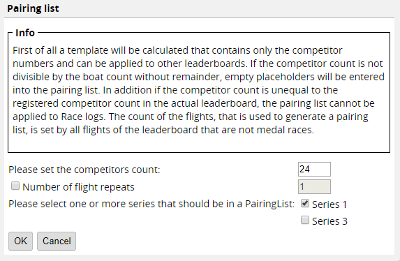 Pairing list
Info
First of all a template will be calculated that contains only the competitor
numbers and can be applied to other leaderboards. If the competitor count is not
divisible by the boat count without remainder, empty placeholders will be entered
into the pairing list. In addition if the competitor count is unequal to the
registered competitor count in the actual leaderboard, the pairing list cannot be
applied to Race logs. The count of the flights, that is used to generate a pairing
list, is set by all flights of the leaderboard that are not medal races.
Please set the competitors count: 24
Number of flight repeats 1
Please select one or more series that should be in a PairingList: Series 1
Series 3
OK Cancel